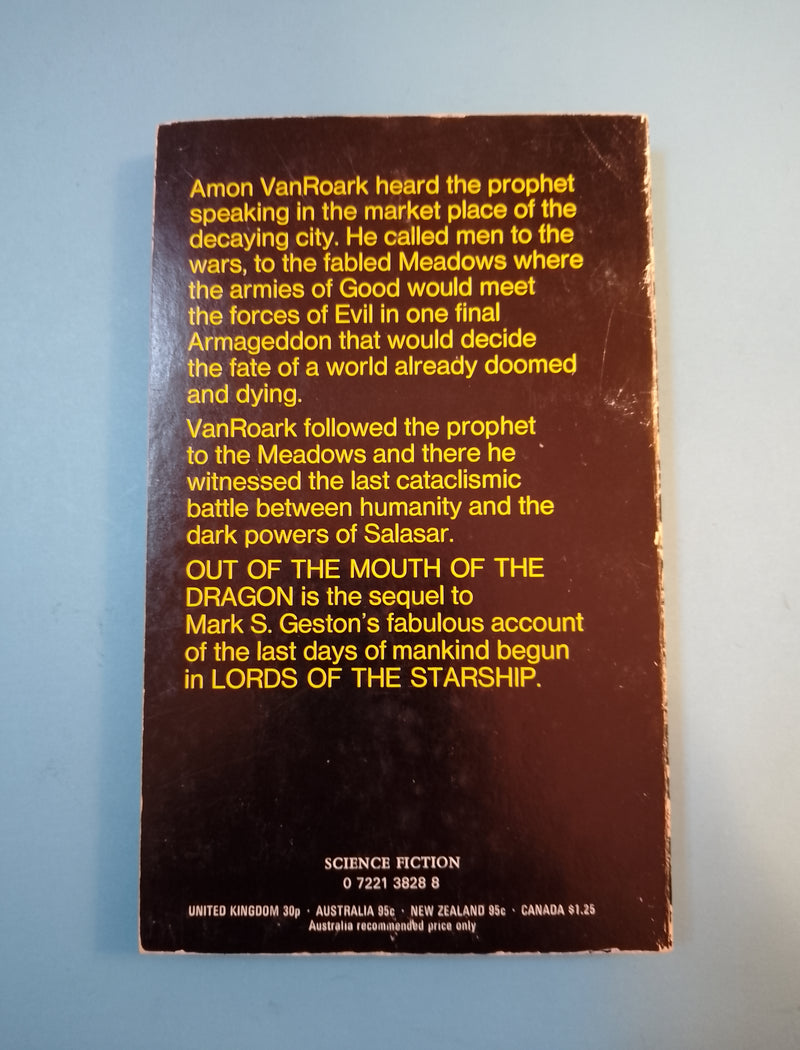 Amon VanRoark heard the prophet
speaking in the market place of the
decaying city. He called men to the
wars, to the fabled Meadows where
the armies of Good would meet
the forces of Evil in one final
Armageddon that would decide
the fate of a world already doomed
and dying.
VanRoark followed the prophet
to the Meadows and there he
witnessed the last cataclismic
battle between humanity and the
dark powers of Salasar.
OUT OF THE MOUTH OF THE
DRAGON is the sequel to
Mark S. Geston's fabulous account
of the last days of mankind begun
in LORDS OF THE STARSHIP.
SCIENCE FICTION
0 7221 3828 8
UNITED KINGDOM 30p · AUSTRALIA 95c · NEW ZEALAND 95c · CANADA $1.25
Australia recommended price only